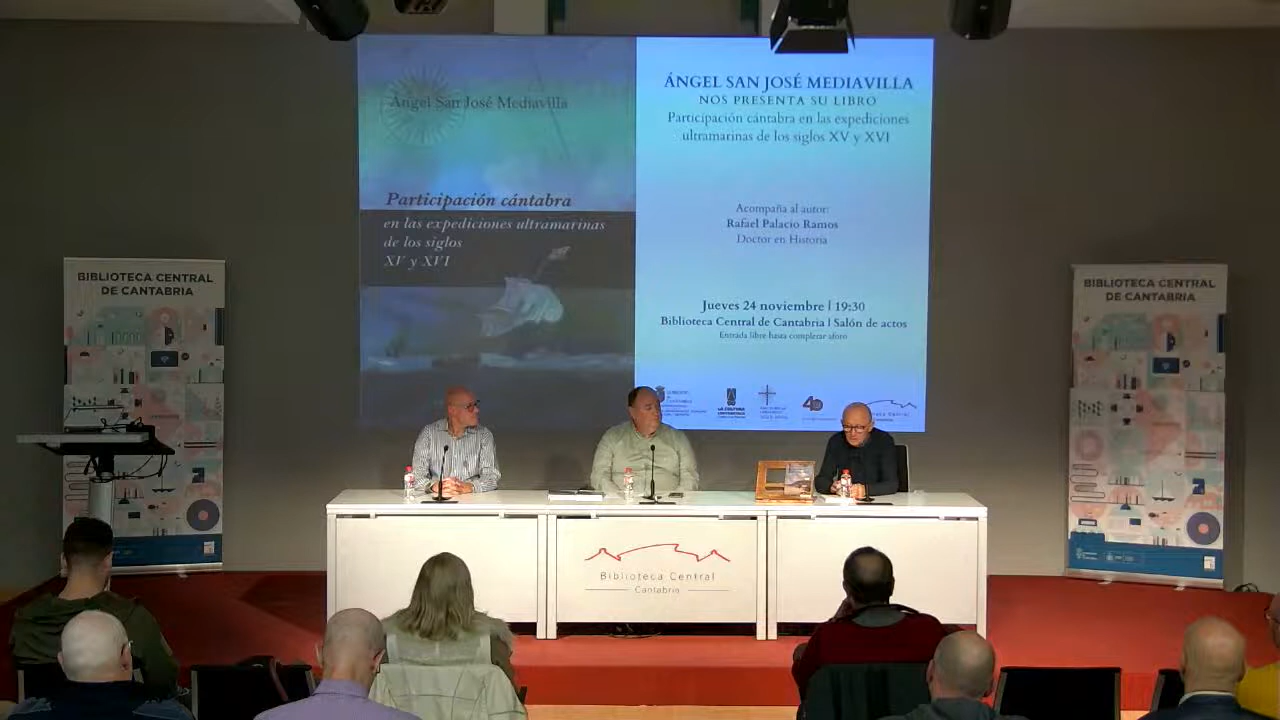 Ángel San José Mediavilla
Participación cántabra
en las expediciones ultramarinas
de los siglos
XV y XVI
ÁNGEL SAN JOSÉ MEDIAVILLA
NOS PRESENTA SU LIBRO
Participación cántabra en las expediciones
ultramarinas de los siglos XV y XVI
Acompaña al autor:
Rafael Palacio Ramos
Doctor en Historia
Jueves 24 noviembre | 19:30
Biblioteca Central de Cantabria | Salón de actos
Entrada libre hasta completar aforo
LA CULTURA
40
BIBLIOTECA CENTRAL
DE CANTABRIA
BIBLIOTECA CENTRAL
DE CANTABRIA
Biblioteca Central
Cantabria